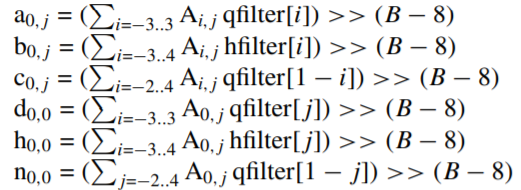 a₀,ⱼ = (∑ᵢ₌₋₃..₃ Aᵢ,ⱼ qfilter[i]) >> (B − 8)
b₀,ⱼ = (∑ᵢ₌₋₃..₄ Aᵢ,ⱼ hfilter[i]) >> (B − 8)
c₀,ⱼ = (∑ᵢ₌₋₂..₄ Aᵢ,ⱼ qfilter[1 − i]) >> (B − 8)
d₀,₀ = (∑ᵢ₌₋₃..₃ A₀,ⱼ qfilter[j]) >> (B − 8)
h₀,₀ = (∑ᵢ₌₋₃..₄ A₀,ⱼ hfilter[j]) >> (B − 8)
n₀,₀ = (∑ⱼ₌₋₂..₄ A₀,ⱼ qfilter[1 − j]) >> (B − 8)